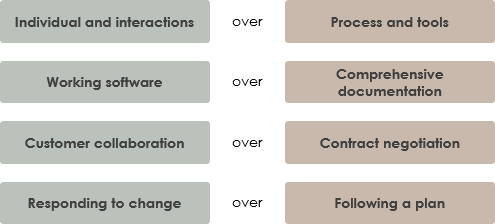 Individual and interactions over Process and tools
Working software over Comprehensive
documentation
Customer collaboration over Contract negotiation
Responding to change over Following a plan